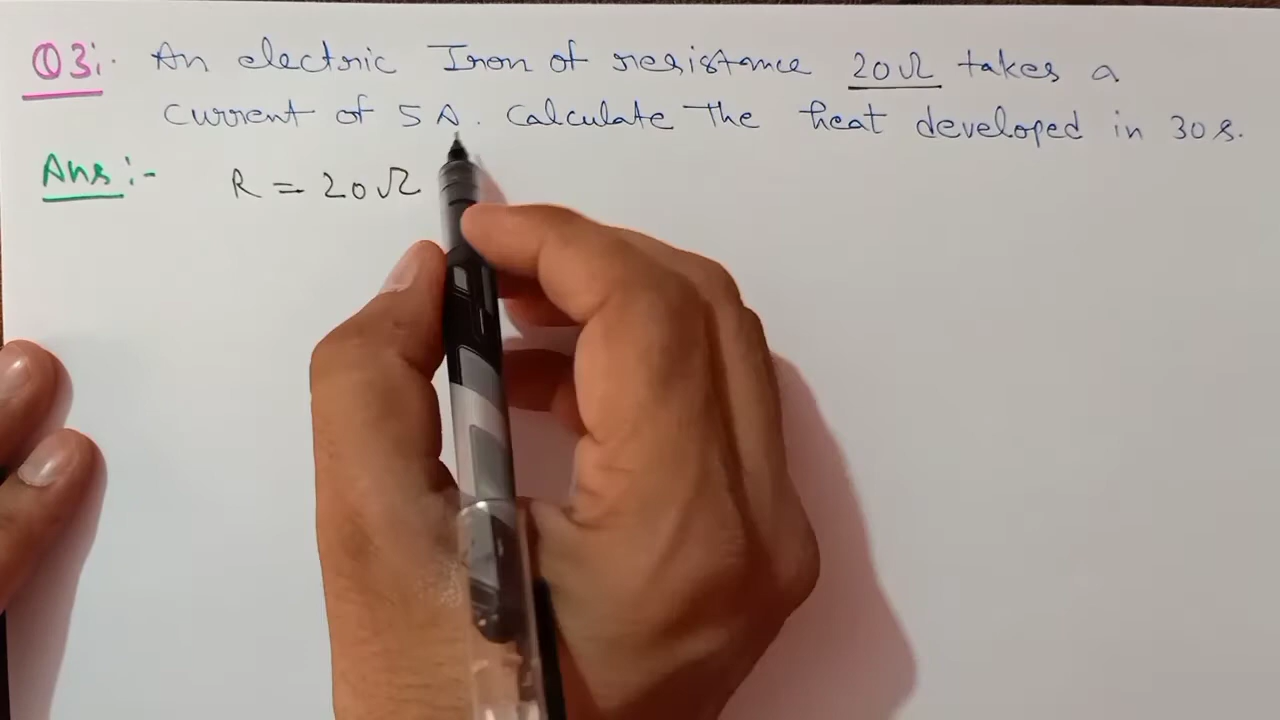 Q3:- An electric Iron of resistance 20Ω takes a
current of 5A. Calculate the heat developed in 30s.
Ans:- R = 20Ω